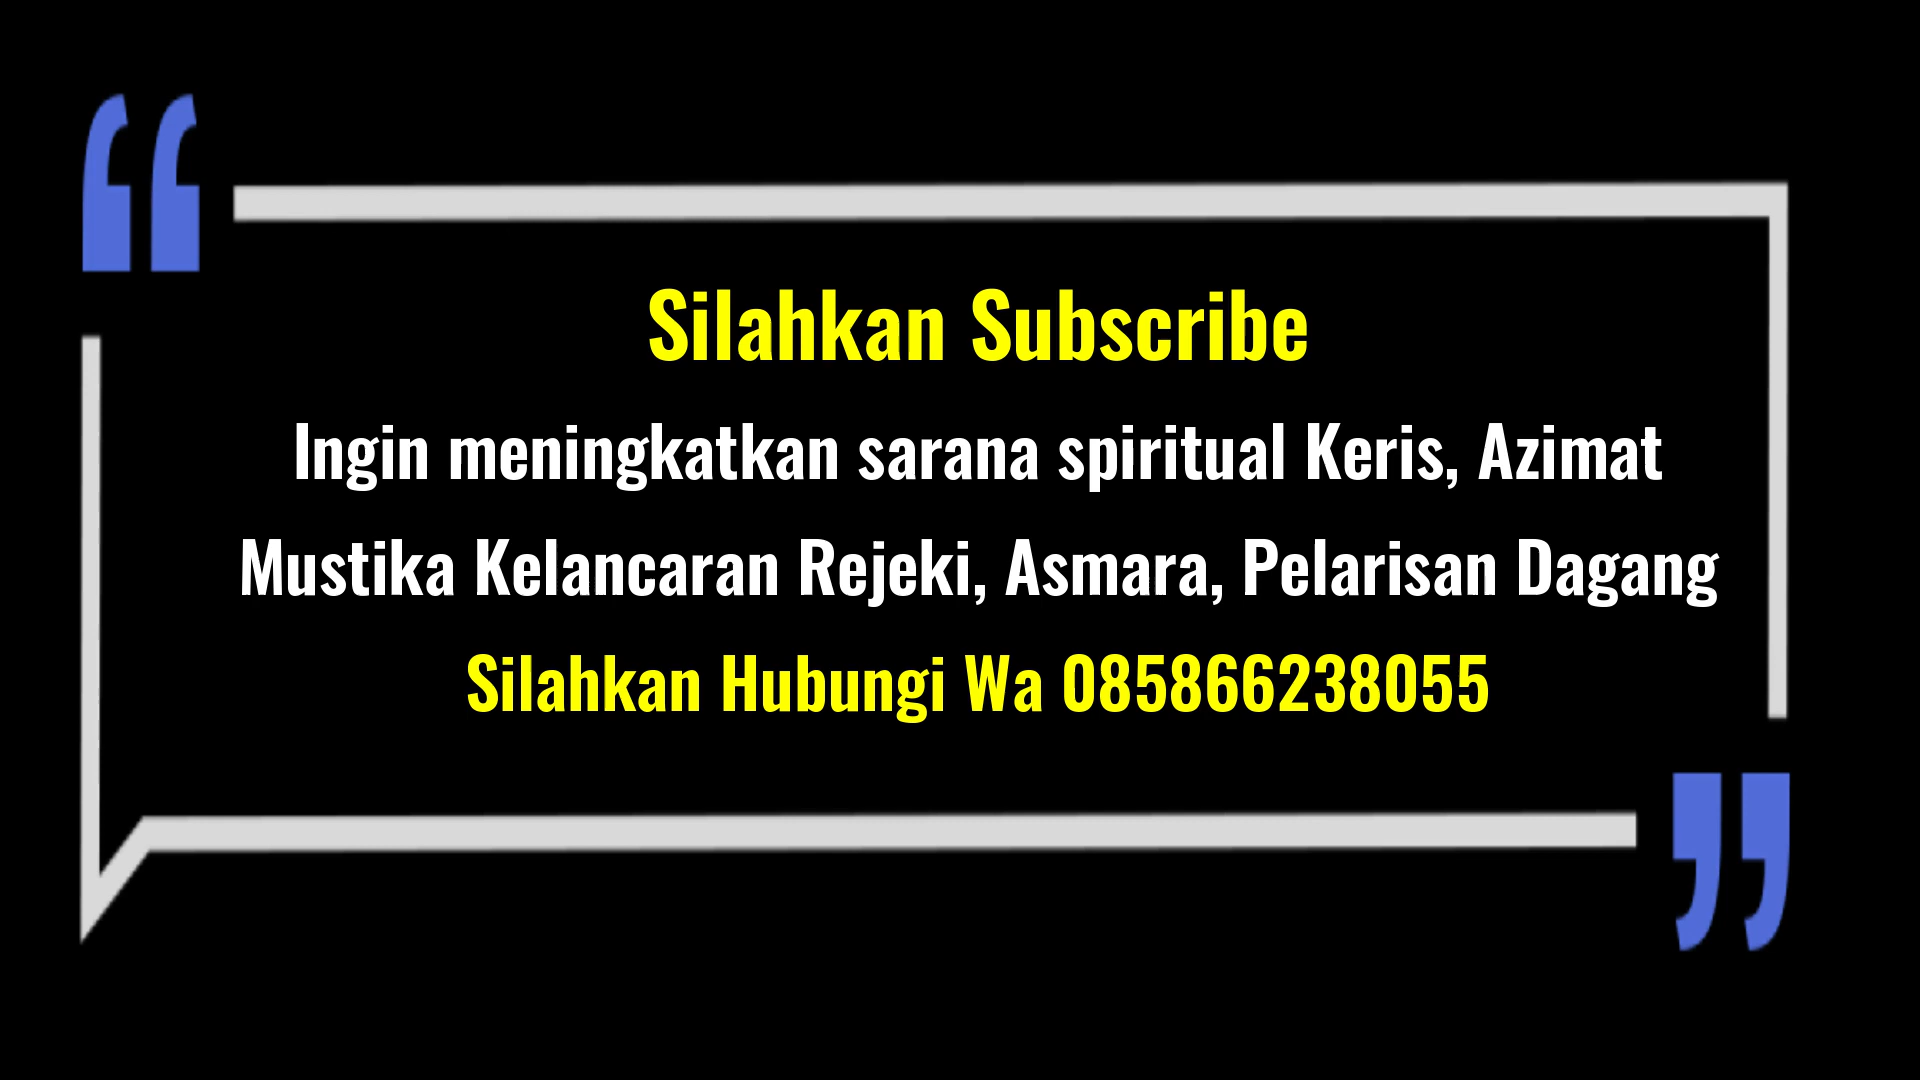 Silahkan Subscribe
Ingin meningkatkan sarana spiritual Keris, Azimat
Mustika Kelancaran Rejeki, Asmara, Pelarisan Dagang
Silahkan Hubungi Wa 085866238055